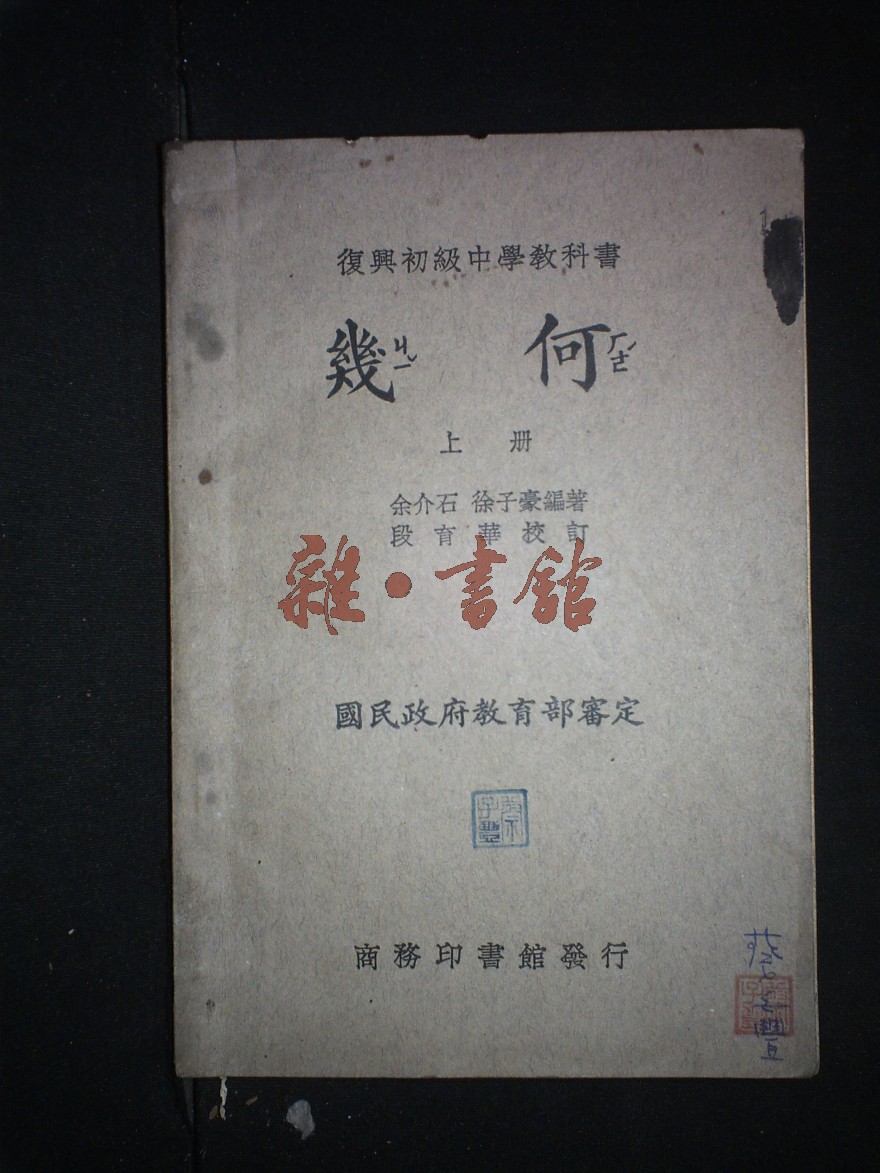 復興初級中學教科書
幾ㄐㄧˇ 何ㄏㄜˊ
上册
余介石 徐子豪編著
段育華校訂
雜·書館
國民政府教育部審定
商務印書館發行